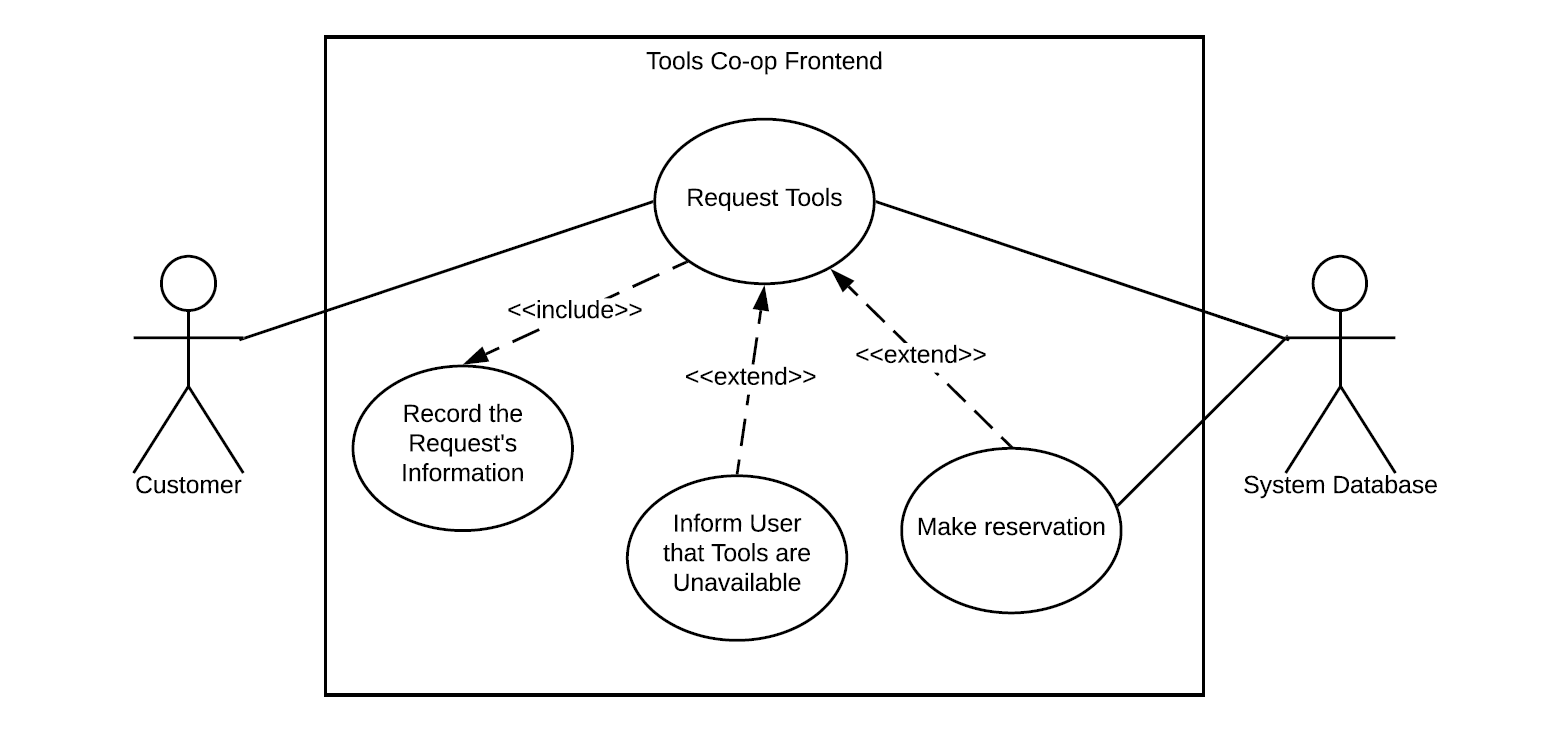 Tools Co-op Frontend
Request Tools
<<include>>
<<extend>>
<<extend>>
Record the
Request's
Information
Customer
System Database
Inform User
that Tools are
Unavailable
Make reservation